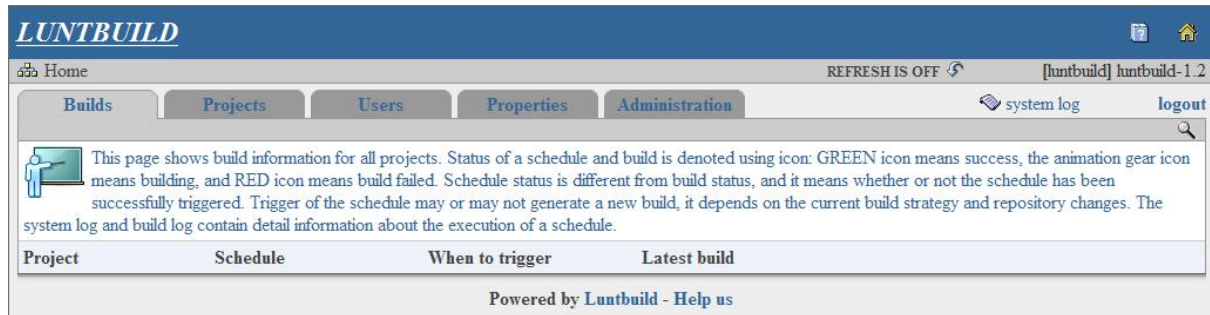 LUNTBUILD
Home REFRESH IS OFF [luntbuild] luntbuild-1.2
Builds Projects Users Properties Administration system log logout
This page shows build information for all projects. Status of a schedule and build is denoted using icon: GREEN icon means success, the animation gear icon
means building, and RED icon means build failed. Schedule status is different from build status, and it means whether or not the schedule has been
successfully triggered. Trigger of the schedule may or may not generate a new build, it depends on the current build strategy and repository changes. The
system log and build log contain detail information about the execution of a schedule.
Project Schedule When to trigger Latest build
Powered by Luntbuild - Help us